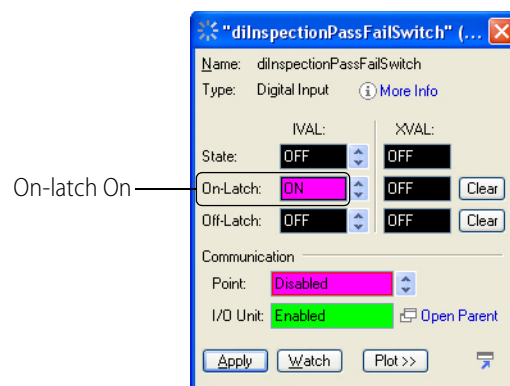 "diInspectionPassFailSwitch" (...
Name: diInspectionPassFailSwitch
Type: Digital Input i More Info
IVAL: XVAL:
State: OFF OFF
On-latch On
On-Latch: ON OFF Clear
Off-Latch: OFF OFF Clear
Communication
Point: Disabled
I/O Unit: Enabled Open Parent
Apply Watch Plot >>